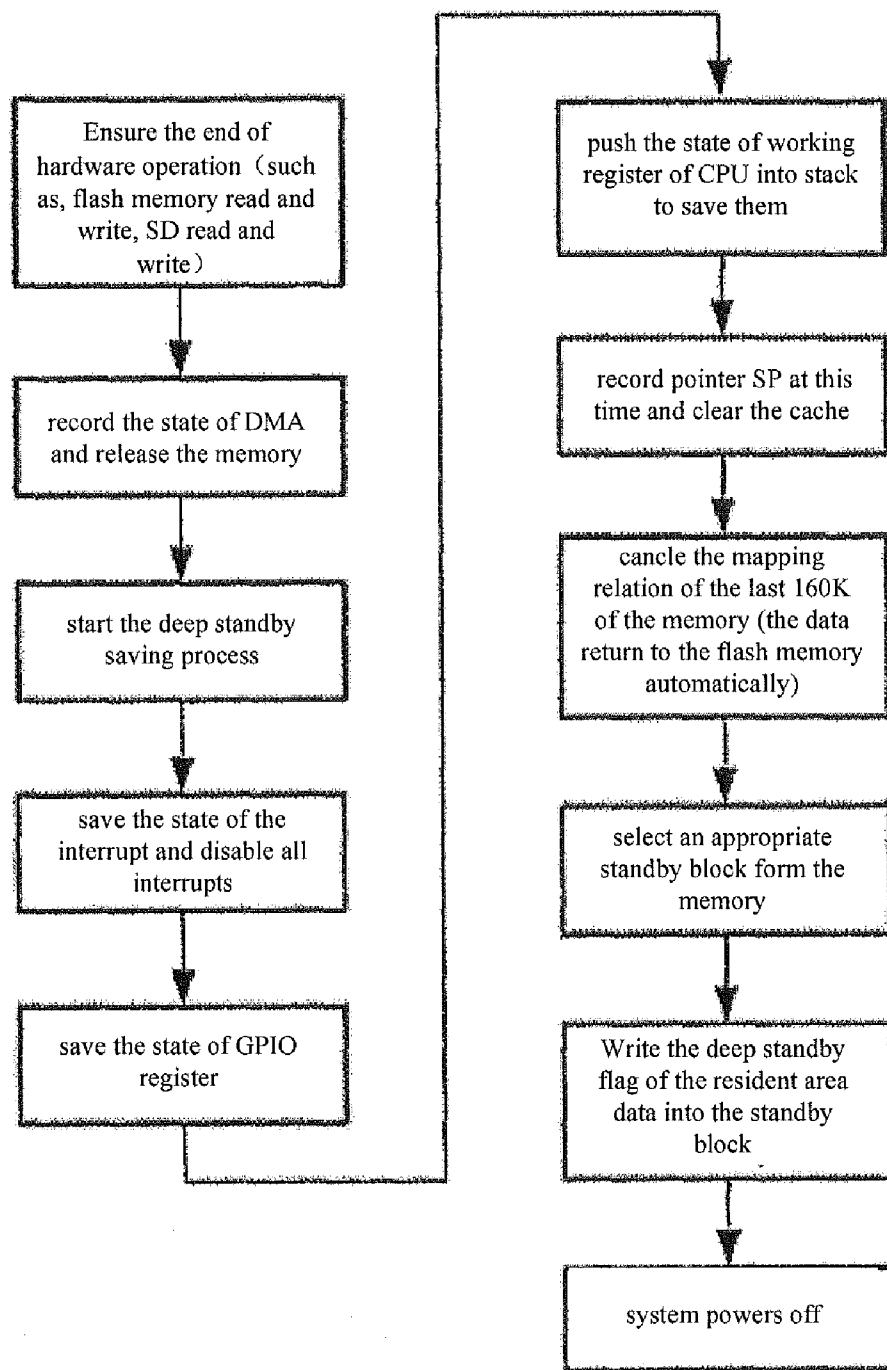 Ensure the end of
hardware operation（such
as, flash memory read and
write, SD read and
write）
record the state of DMA
and release the memory
start the deep standby
saving process
save the state of the
interrupt and disable all
interrupts
save the state of GPIO
register
push the state of working
register of CPU into stack
to save them
record pointer SP at this
time and clear the cache
cancle the mapping
relation of the last 160K
of the memory (the data
return to the flash memory
automatically)
select an appropriate
standby block form the
memory
Write the deep standby
flag of the resident area
data into the standby
block
system powers off